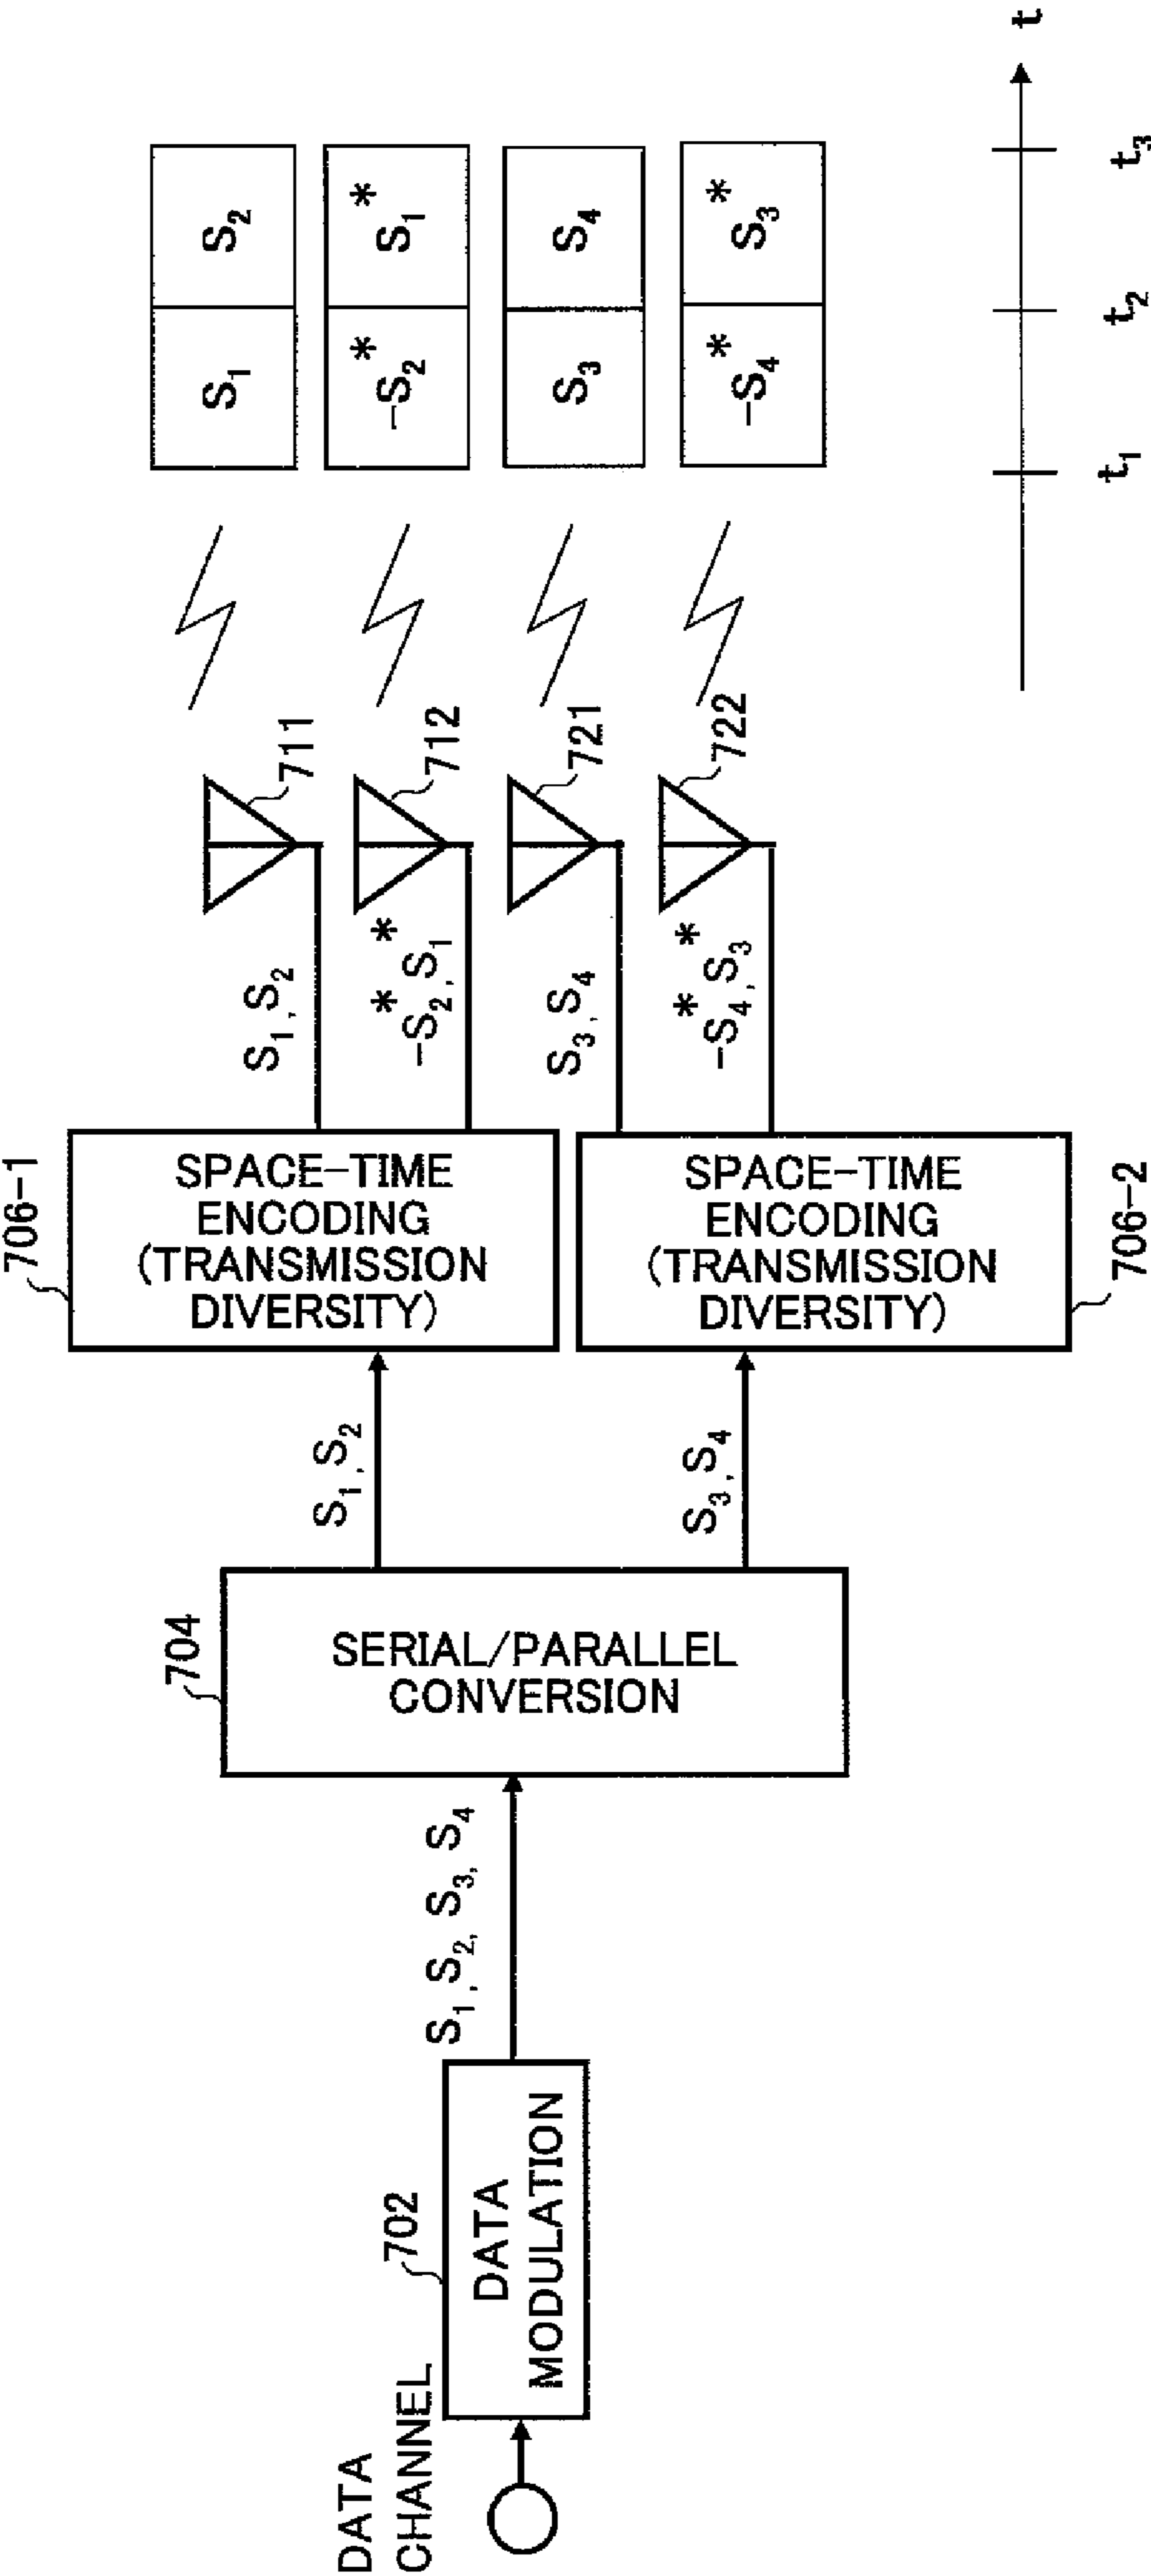 DATA
CHANNEL
702
DATA
MODULATION
S₁, S₂, S₃, S₄
704
SERIAL/PARALLEL
CONVERSION
S₁, S₂
S₃, S₄
706-1
SPACE-TIME
ENCODING
(TRANSMISSION
DIVERSITY)
SPACE-TIME
ENCODING
(TRANSMISSION
DIVERSITY)
706-2
S₁, S₂
-S₂*, S₁*
S₃, S₄
-S₄*, S₃*
711
712
721
722
S₁ S₂
-S₂* S₁*
S₃ S₄
-S₄* S₃*
t₁ t₂ t₃ t